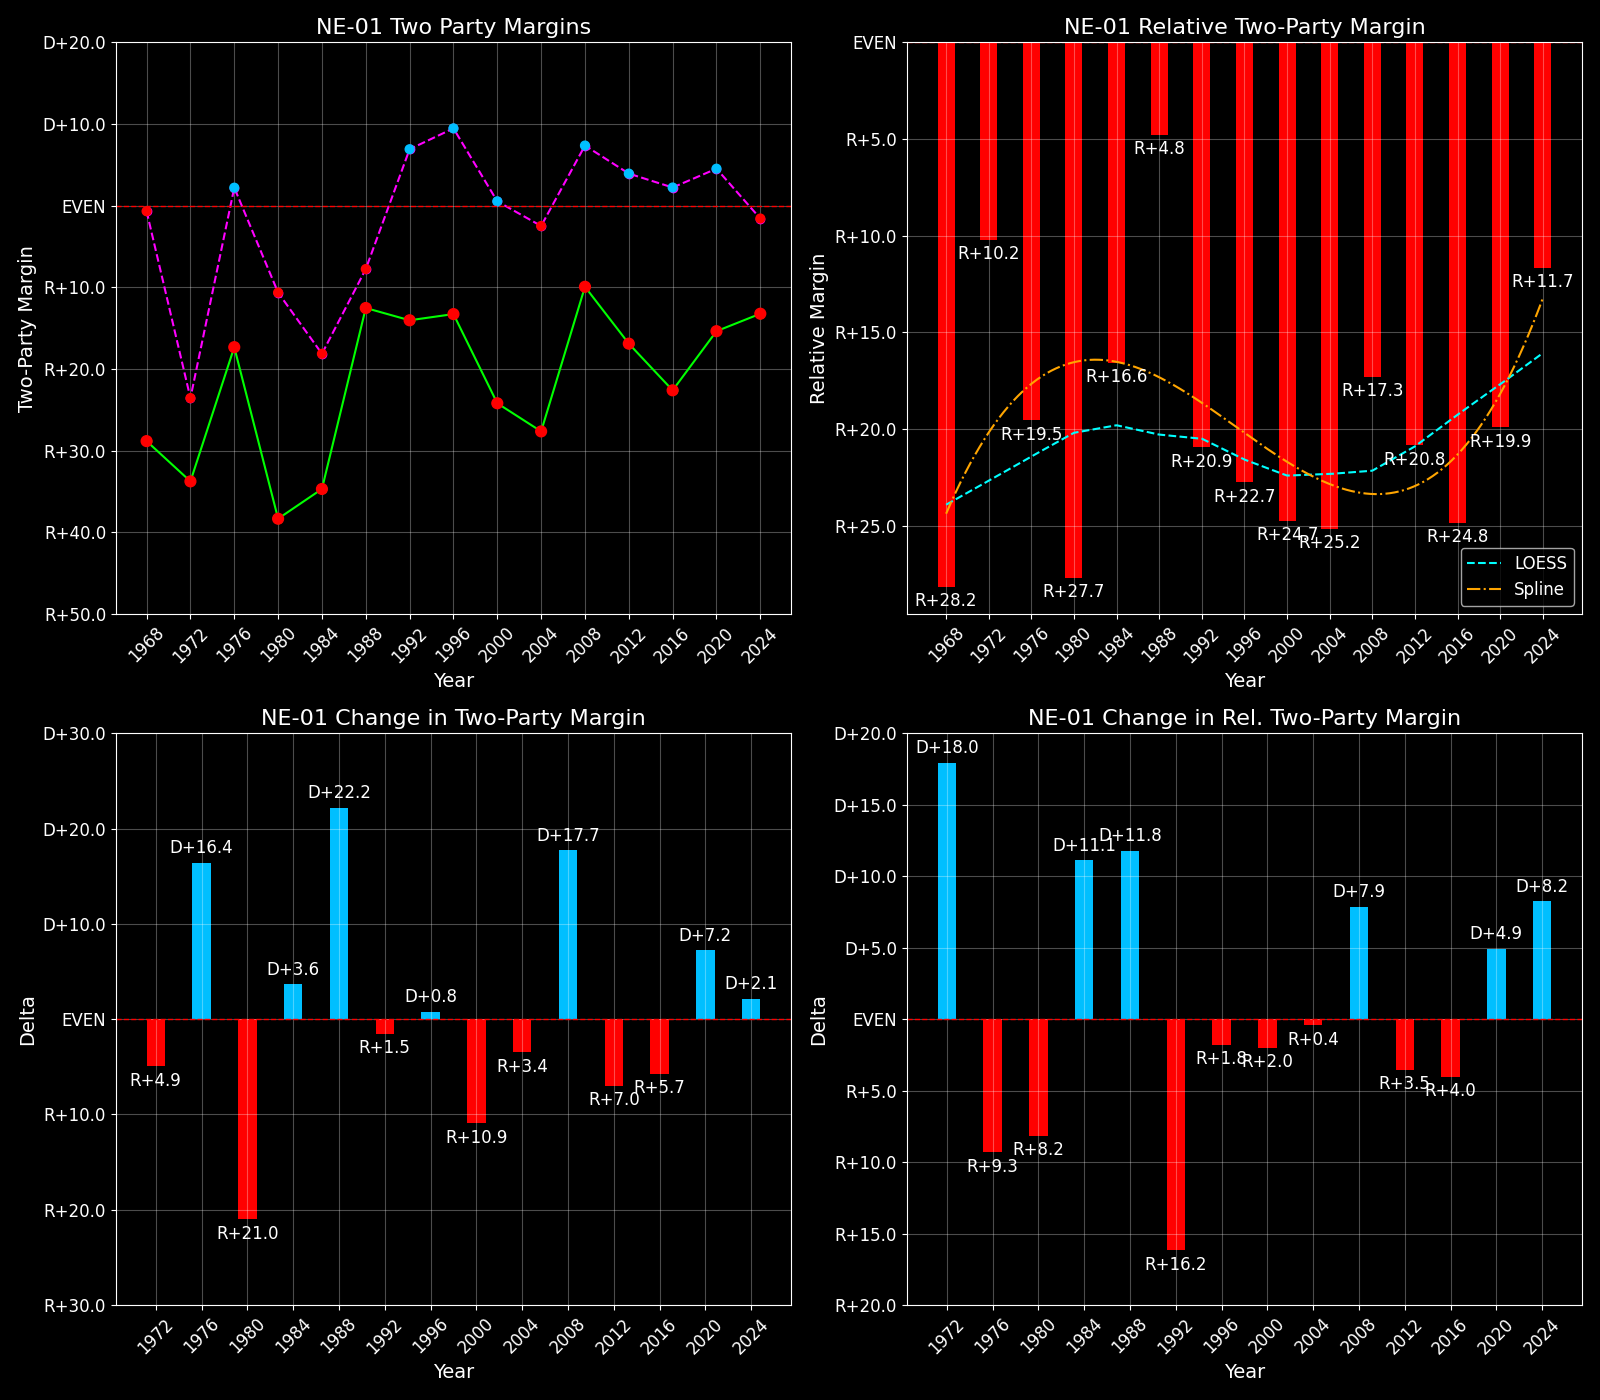 NE-01 Two Party Margins
D+20.0
D+10.0
EVEN
R+10.0
R+20.0
R+30.0
R+40.0
R+50.0
Two-Party Margin
1968 1972 1976 1980 1984 1988 1992 1996 2000 2004 2008 2012 2016 2020 2024
Year
NE-01 Relative Two-Party Margin
EVEN
R+5.0
R+10.0
R+15.0
R+20.0
R+25.0
Relative Margin
R+28.2
R+10.2
R+19.5
R+27.7
R+16.6
R+4.8
R+20.9
R+22.7
R+24.7
R+25.2
R+17.3
R+20.8
R+24.8
R+19.9
R+11.7
LOESS
Spline
1968 1972 1976 1980 1984 1988 1992 1996 2000 2004 2008 2012 2016 2020 2024
Year
NE-01 Change in Two-Party Margin
D+30.0
D+20.0
D+10.0
EVEN
R+10.0
R+20.0
R+30.0
Delta
R+4.9
D+16.4
R+21.0
D+3.6
D+22.2
R+1.5
D+0.8
R+10.9
R+3.4
D+17.7
R+7.0
R+5.7
D+7.2
D+2.1
1972 1976 1980 1984 1988 1992 1996 2000 2004 2008 2012 2016 2020 2024
Year
NE-01 Change in Rel. Two-Party Margin
D+20.0
D+15.0
D+10.0
D+5.0
EVEN
R+5.0
R+10.0
R+15.0
R+20.0
Delta
D+18.0
R+9.3
R+8.2
D+11.1
D+11.8
R+16.2
R+1.8
R+2.0
R+0.4
D+7.9
R+3.5
R+4.0
D+4.9
D+8.2
1972 1976 1980 1984 1988 1992 1996 2000 2004 2008 2012 2016 2020 2024
Year